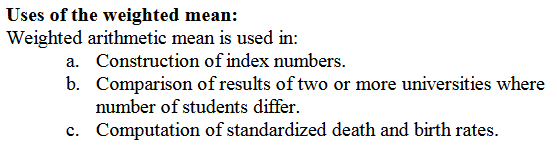 Uses of the weighted mean:
Weighted arithmetic mean is used in:
a. Construction of index numbers.
b. Comparison of results of two or more universities where
number of students differ.
c. Computation of standardized death and birth rates.